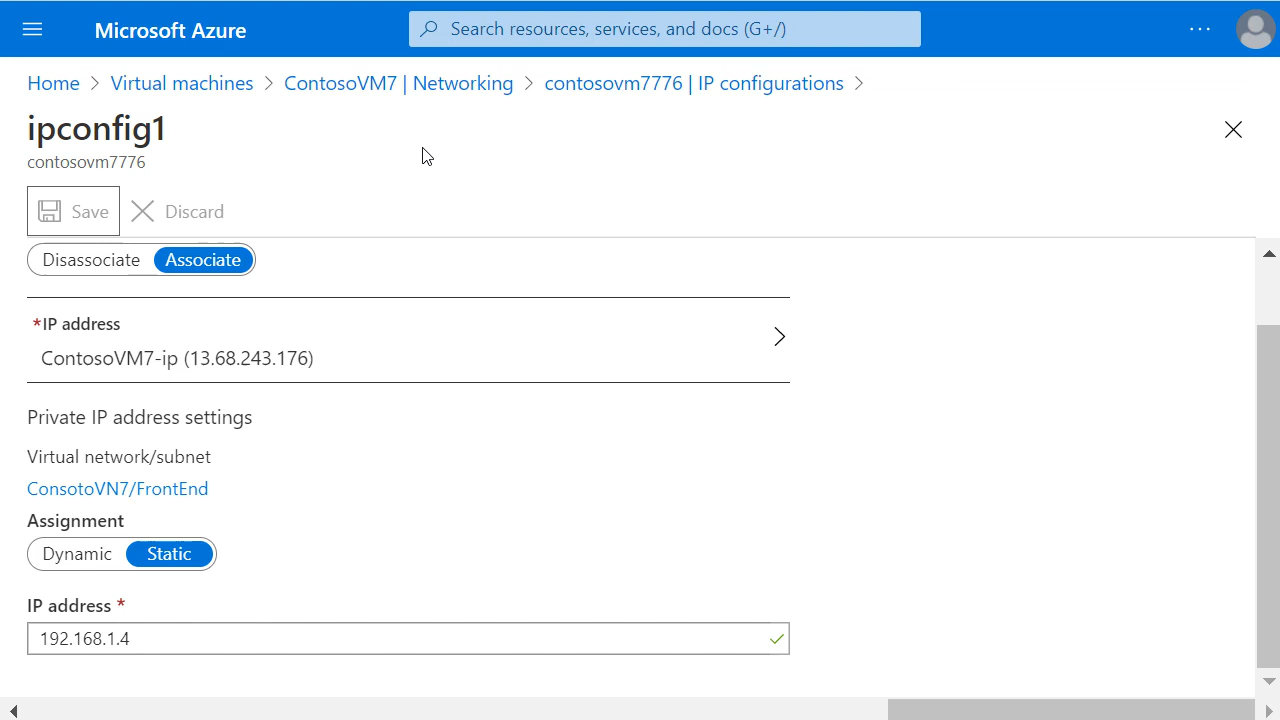 Microsoft Azure
Search resources, services, and docs (G+/)
...
Home > Virtual machines > ContosoVM7 | Networking > contosovm7776 | IP configurations >
ipconfig1
contosovm7776
Save Discard
Disassociate Associate
*IP address
ContosoVM7-ip (13.68.243.176)
Private IP address settings
Virtual network/subnet
ConsotoVN7/FrontEnd
Assignment
Dynamic Static
IP address *
192.168.1.4